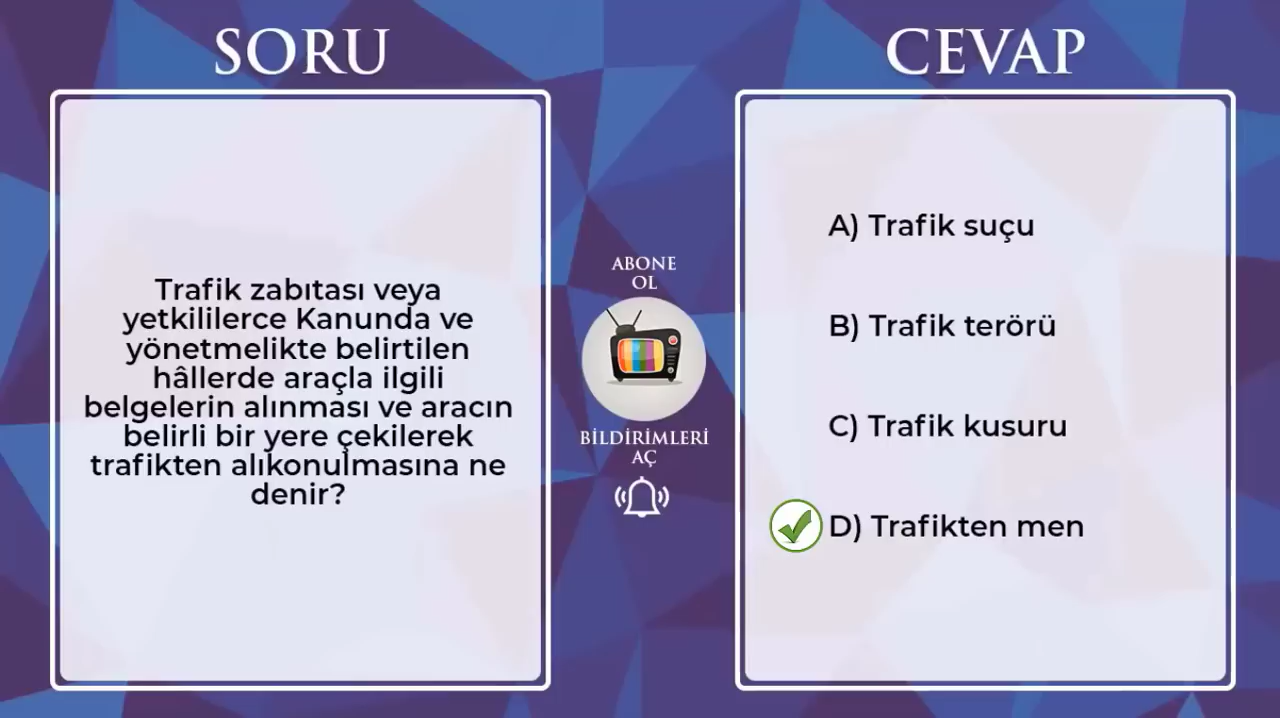 SORU
Trafik zabıtası veya
yetkililerce Kanunda ve
yönetmelikte belirtilen
hâllerde araçla ilgili
belgelerin alınması ve aracın
belirli bir yere çekilerek
trafikten alıkonulmasına ne
denir?
ABONE
OL
BİLDİRİMLERİ
AÇ
CEVAP
A) Trafik suçu
B) Trafik terörü
C) Trafik kusuru
D) Trafikten men